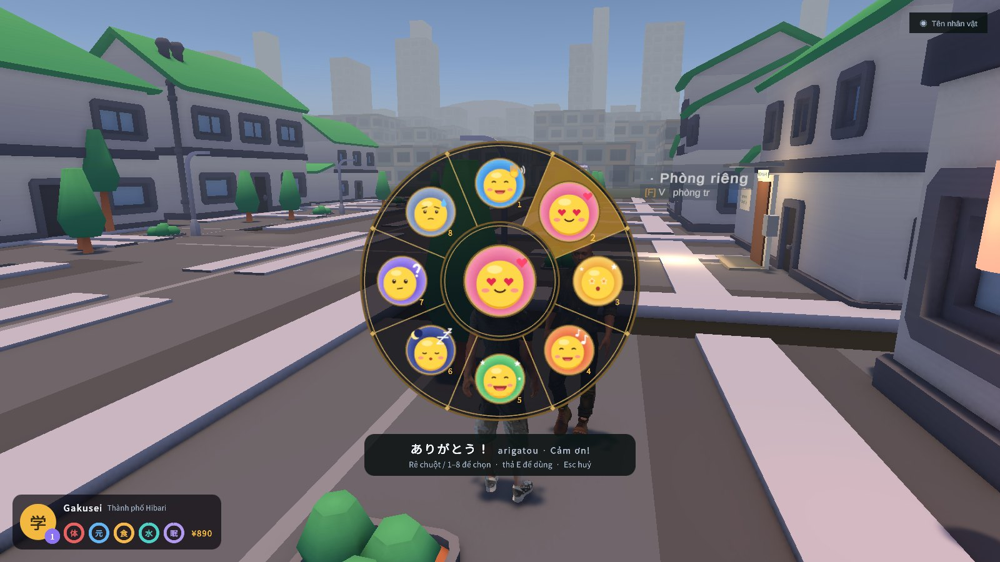 ◉ Tên nhân vật
· Phòng riêng
[F] V phòng tr
1
2
3
4
5
6
7
?
8
ありがとう! arigatou · Cảm ơn!
Rê chuột / 1–8 để chọn · thả E để dùng · Esc huỷ
学
1
Gakusei Thành phố Hibari
体 元 食 水 眠 ¥890